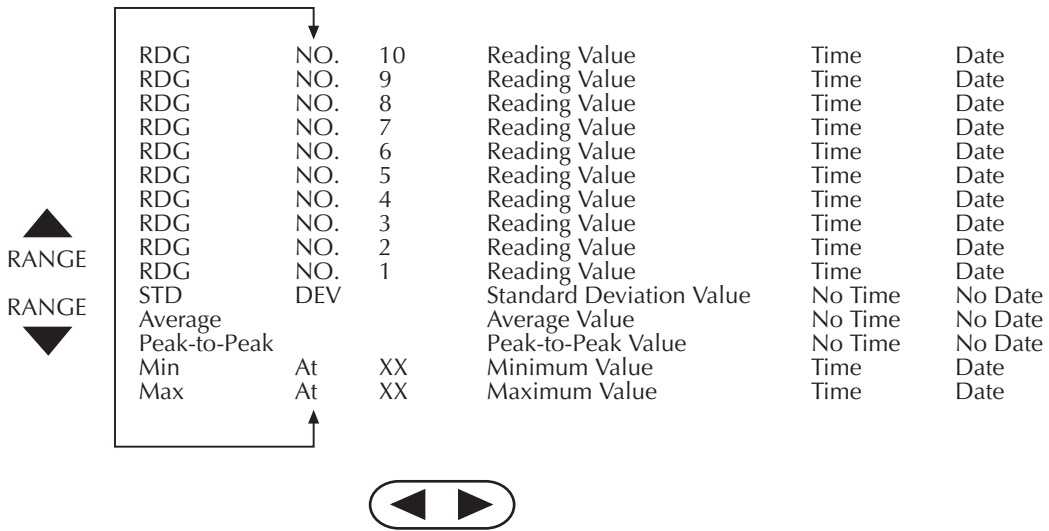 RDG NO. 10 Reading Value Time Date
RDG NO. 9 Reading Value Time Date
RDG NO. 8 Reading Value Time Date
RDG NO. 7 Reading Value Time Date
RDG NO. 6 Reading Value Time Date
RDG NO. 5 Reading Value Time Date
RDG NO. 4 Reading Value Time Date
RDG NO. 3 Reading Value Time Date
RDG NO. 2 Reading Value Time Date
RDG NO. 1 Reading Value Time Date
STD DEV Standard Deviation Value No Time No Date
Average Average Value No Time No Date
Peak-to-Peak Peak-to-Peak Value No Time No Date
Min At XX Minimum Value Time Date
Max At XX Maximum Value Time Date
RANGE
RANGE